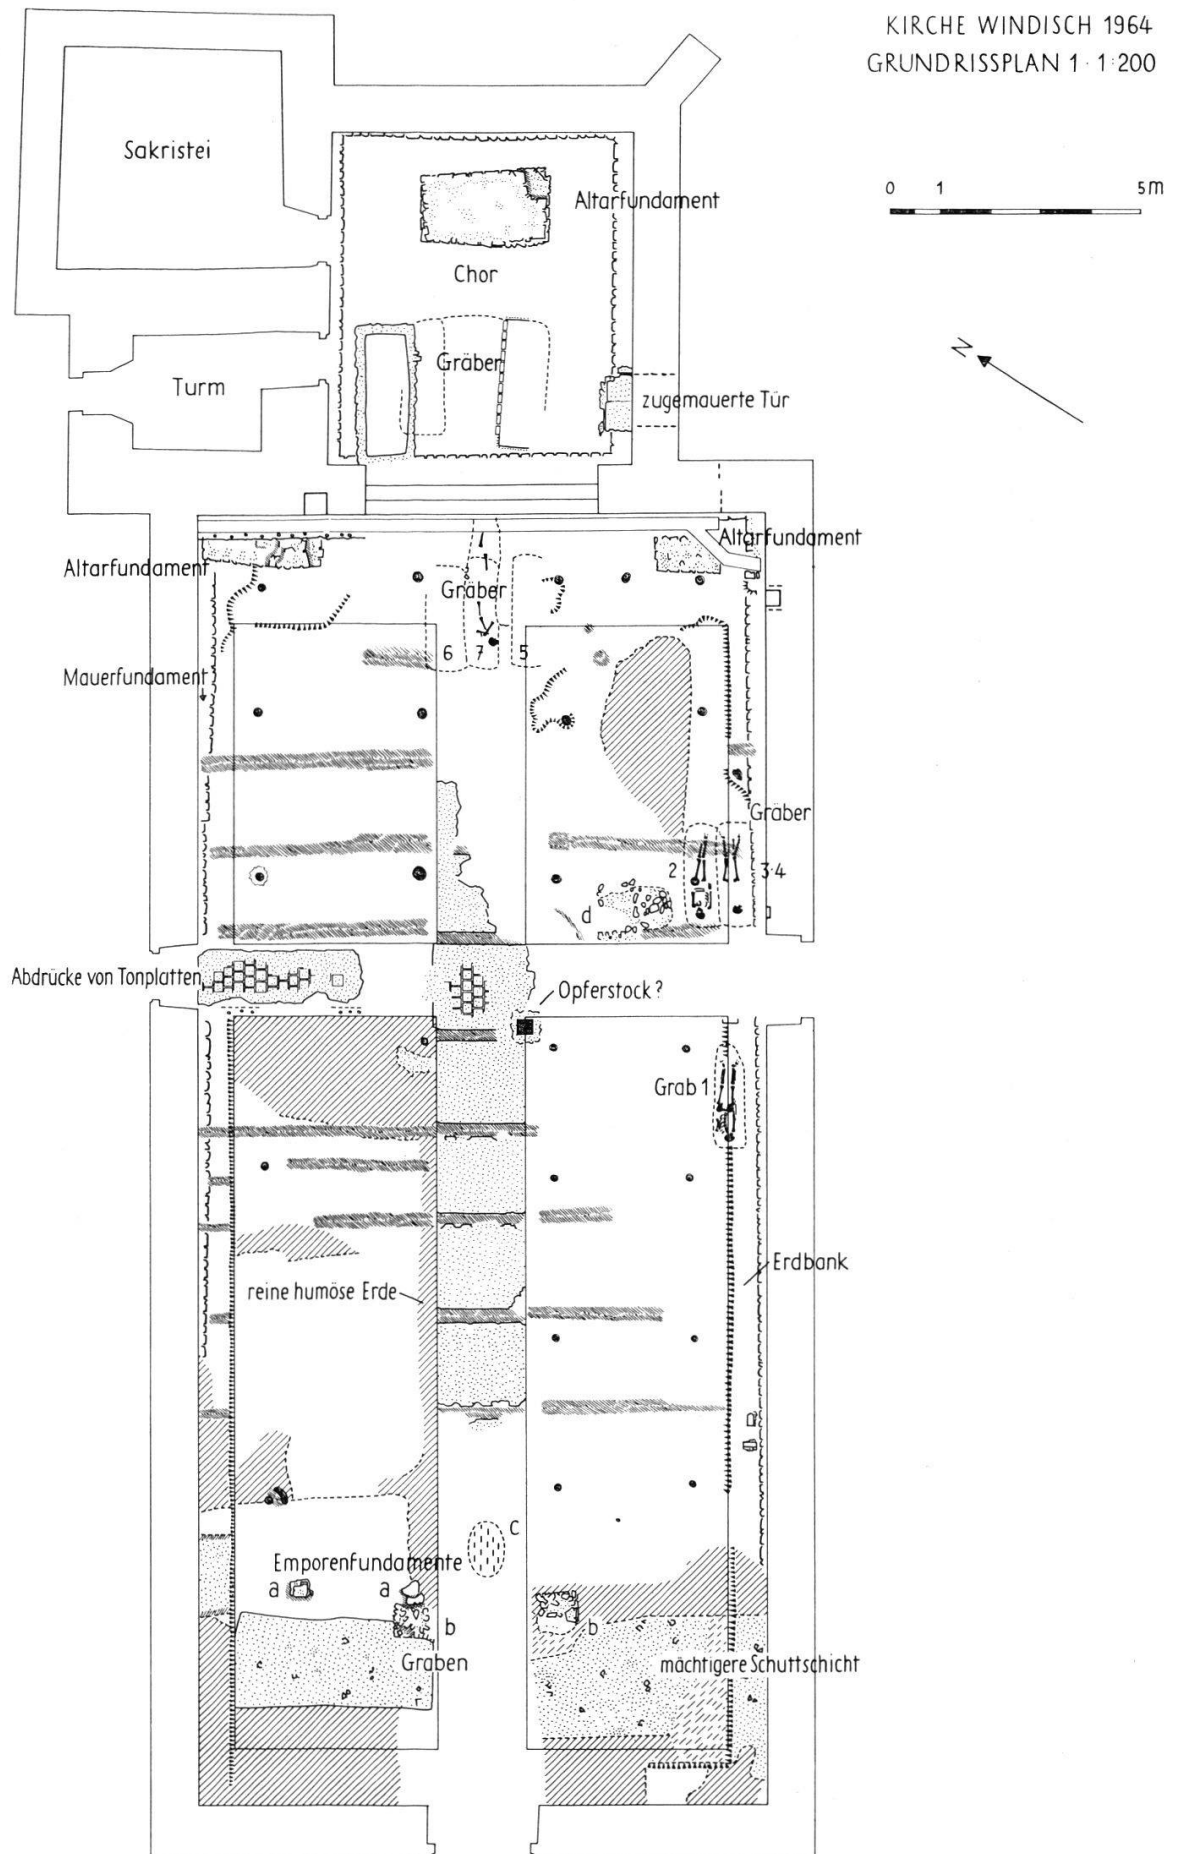 KIRCHE WINDISCH 1964
GRUNDRISSPLAN 1 · 1:200
0 1 5m
N
Sakristei
Altarfundament
Chor
Gräber
Turm
zugemauerte Tür
Altarfundament
Altarfundament
Gräber
6 7 5
Mauerfundament
Gräber
2
3·4
d
Abdrücke von Tonplatten
Opferstock?
Grab 1
Erdbank
reine humöse Erde
c
Emporenfundamente
a a
b b
Graben
mächtigere Schuttschicht